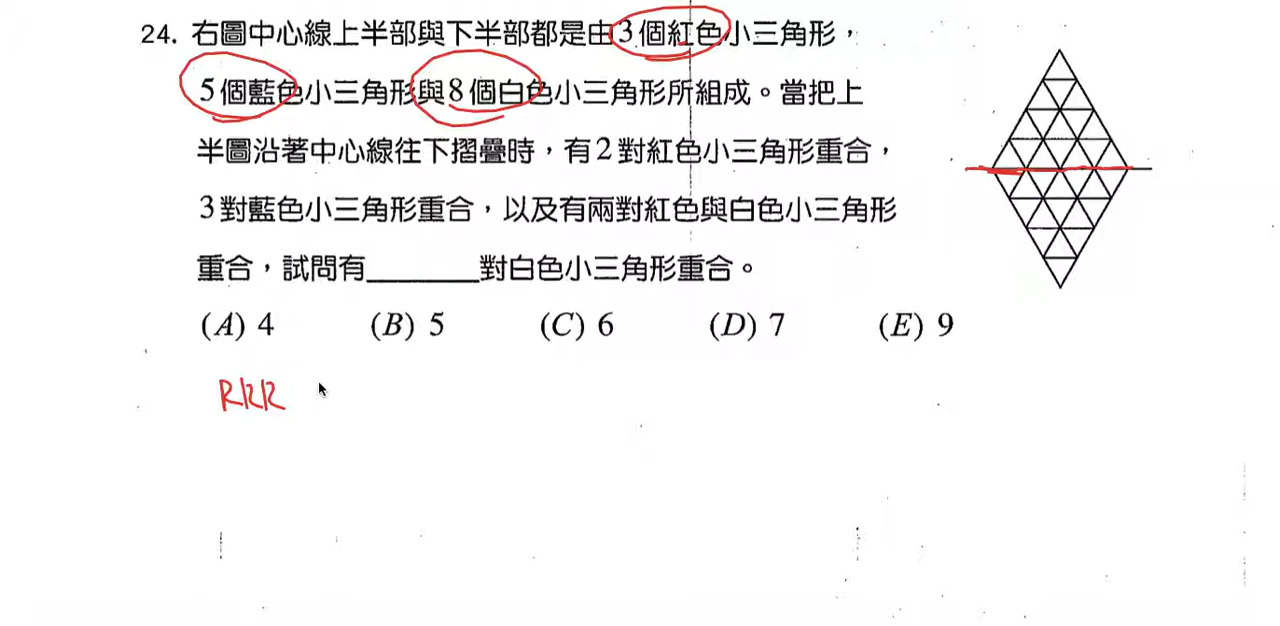 24. 右圖中心線上半部與下半部都是由3個紅色小三角形，
5個藍色小三角形與8個白色小三角形所組成。當把上
半圖沿著中心線往下摺疊時，有2對紅色小三角形重合，
3對藍色小三角形重合，以及有兩對紅色與白色小三角形
重合，試問有________對白色小三角形重合。
(A) 4 (B) 5 (C) 6 (D) 7 (E) 9
RRR